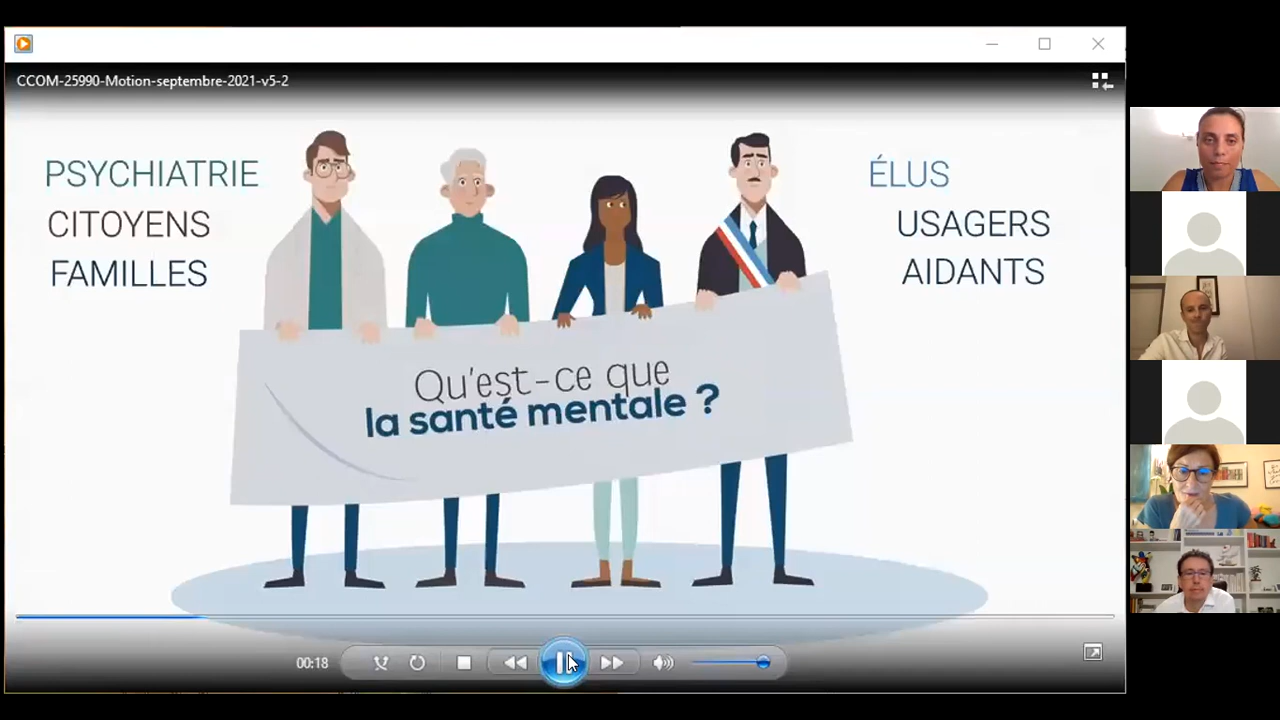 CCOM-25990-Motion-septembre-2021-v5-2
PSYCHIATRIE
CITOYENS
FAMILLES
ÉLUS
USAGERS
AIDANTS
Qu'est-ce que
la santé mentale ?
00:18